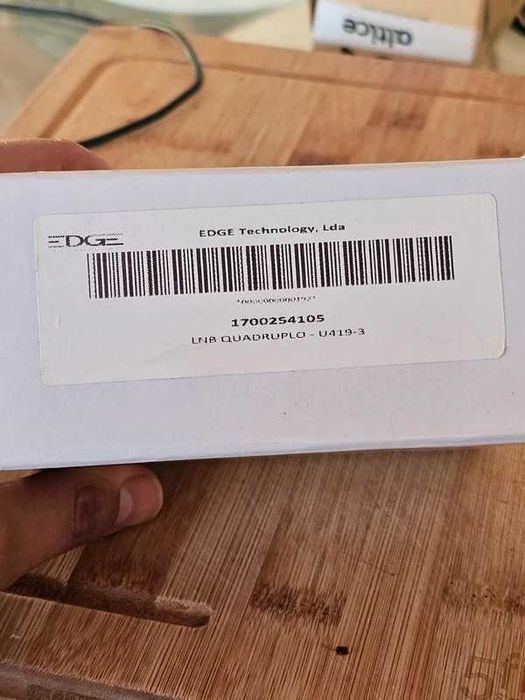 altice
EDGE
EDGE Technology, Lda
1700254105
LNB QUADRUPLO - U419-3